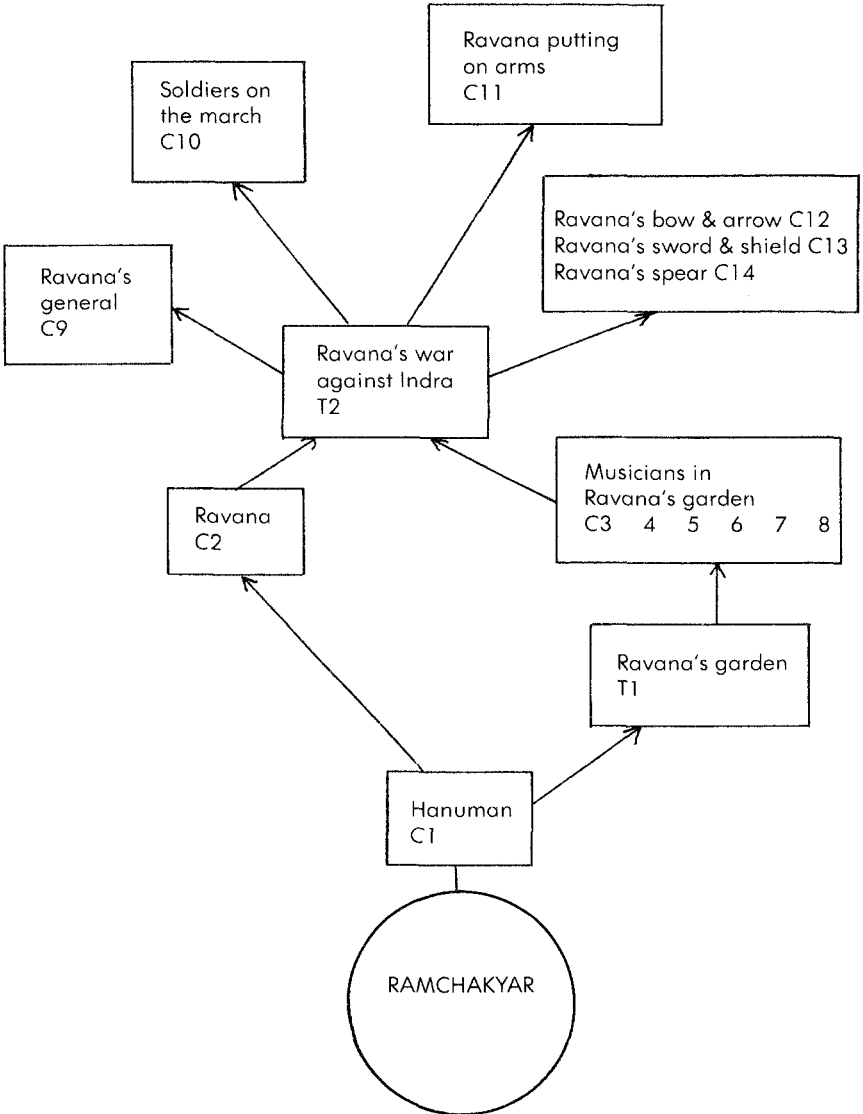 Ravana putting
on arms
C11
Soldiers on
the march
C10
Ravana's bow & arrow C12
Ravana's sword & shield C13
Ravana's spear C14
Ravana's
general
C9
Ravana's war
against Indra
T2
Musicians in
Ravana's garden
C3 4 5 6 7 8
Ravana
C2
Ravana's garden
T1
Hanuman
C1
RAMCHAKYAR